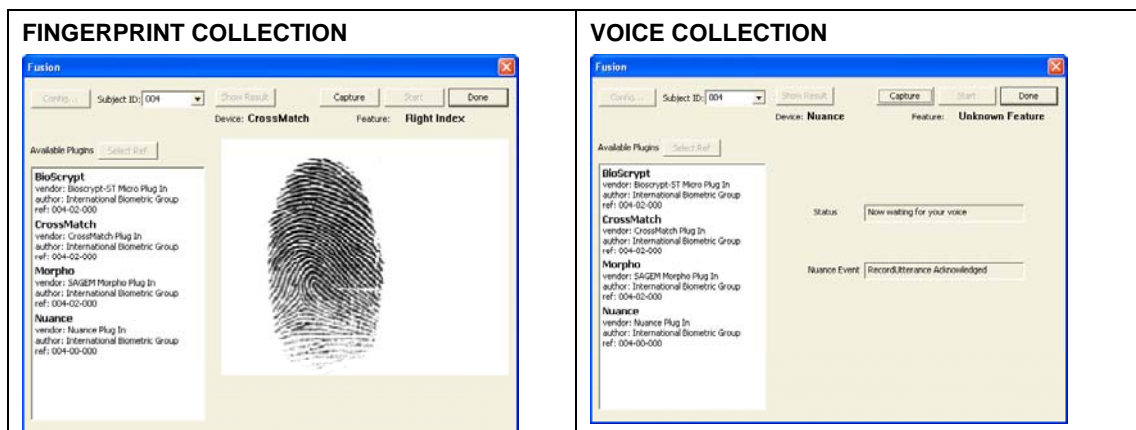 FINGERPRINT COLLECTION
Fusion
Config... Subject ID: 004 Show Result Capture Start Done
Device: CrossMatch Feature: Right Index
Available Plugins Select Ref
BioScrypt
vendor: Bioscrypt-ST Micro Plug In
author: International Biometric Group
ref: 004-02-000
CrossMatch
vendor: CrossMatch Plug In
author: International Biometric Group
ref: 004-02-000
Morpho
vendor: SAGEM Morpho Plug In
author: International Biometric Group
ref: 004-02-000
Nuance
vendor: Nuance Plug In
author: International Biometric Group
ref: 004-00-000
VOICE COLLECTION
Fusion
Config... Subject ID: 004 Show Result Capture Start Done
Device: Nuance Feature: Unknown Feature
Available Plugins Select Ref
BioScrypt
vendor: Bioscrypt-ST Micro Plug In
author: International Biometric Group
ref: 004-02-000
CrossMatch
vendor: CrossMatch Plug In
author: International Biometric Group
ref: 004-02-000
Morpho
vendor: SAGEM Morpho Plug In
author: International Biometric Group
ref: 004-02-000
Nuance
vendor: Nuance Plug In
author: International Biometric Group
ref: 004-00-000
Status Now waiting for your voice
Nuance Event RecordUtterance Acknowledged